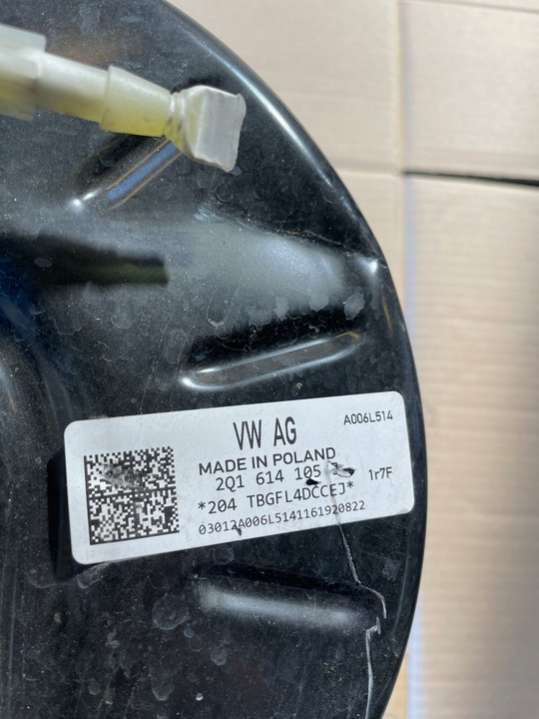 VW AG
A006L514
MADE IN POLAND
2Q1 614 105
1r7F
*204 TBGFL4DCCEJ*
03012A006L5141161920822